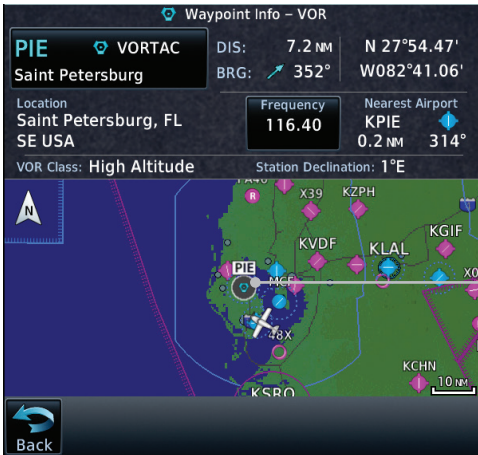 Waypoint Info – VOR
PIE VORTAC
Saint Petersburg
DIS: 7.2 NM
BRG: 352°
N 27°54.47'
W082°41.06'
Location
Saint Petersburg, FL
SE USA
Frequency
116.40
Nearest Airport
KPIE
0.2 NM 314°
VOR Class: High Altitude
Station Declination: 1°E
N
R
X39
KZPH
KVDF
KLAL
KGIF
PIE
MCF
X0
48X
KCHN
10 NM
KSRQ
Back